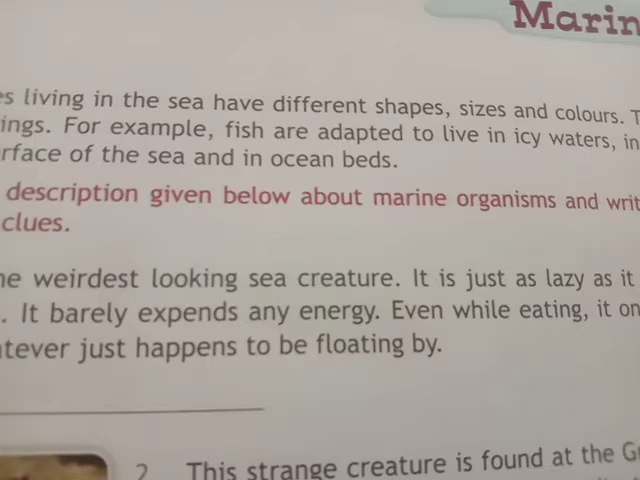 Marin
es living in the sea have different shapes, sizes and colours. T
ings. For example, fish are adapted to live in icy waters, in
rface of the sea and in ocean beds.
description given below about marine organisms and writ
clues.
he weirdest looking sea creature. It is just as lazy as it
. It barely expends any energy. Even while eating, it on
tever just happens to be floating by.
2 This strange creature is found at the Gr